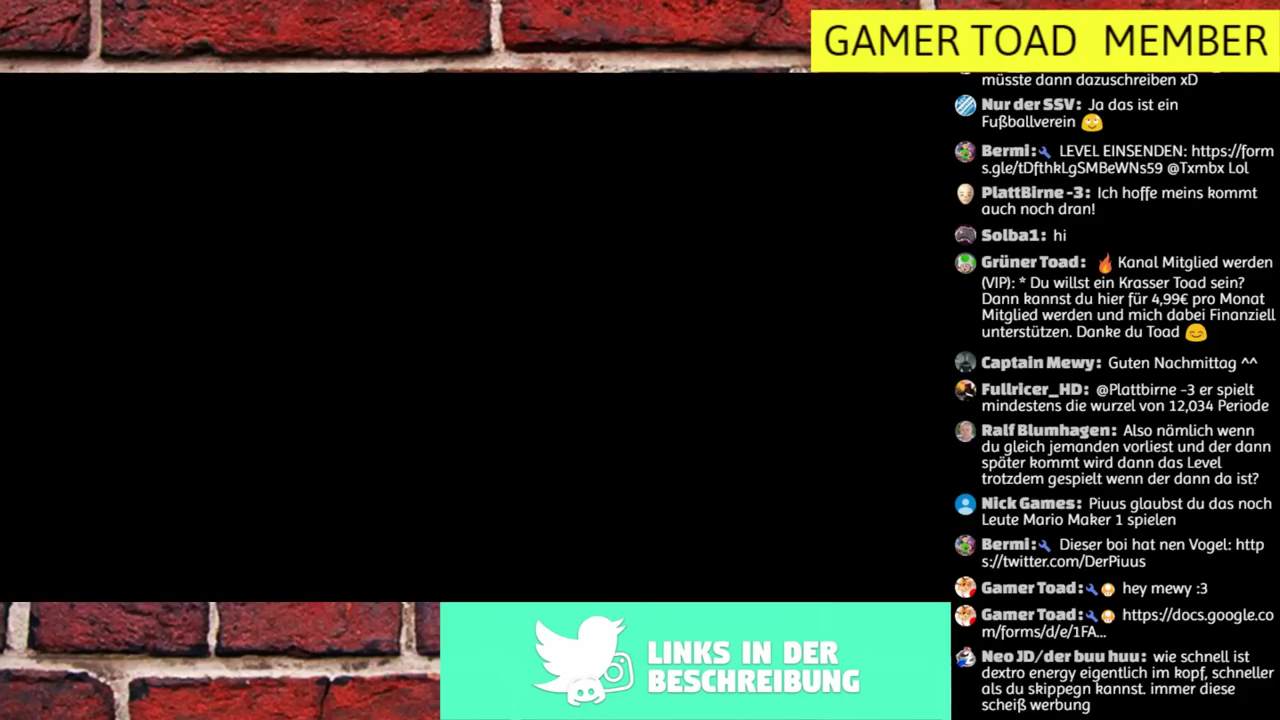 GAMER TOAD MEMBER
müsste dann dazuschreiben xD
Nur der SSV: Ja das ist ein
Fußballverein
Bermi: LEVEL EINSENDEN: https://form
s.gle/tDfthkLgSMBeWNs59 @Txmbx Lol
PlattBirne -3: Ich hoffe meins kommt
auch noch dran!
Solba1: hi
Grüner Toad: Kanal Mitglied werden
(VIP): * Du willst ein Krasser Toad sein?
Dann kannst du hier für 4,99€ pro Monat
Mitglied werden und mich dabei Finanziell
unterstützen. Danke du Toad
Captain Mewy: Guten Nachmittag ^^
Fullricer_HD: @Plattbirne -3 er spielt
mindestens die wurzel von 12,034 Periode
Ralf Blumhagen: Also nämlich wenn
du gleich jemanden vorliest und der dann
später kommt wird dann das Level
trotzdem gespielt wenn der dann da ist?
Nick Games: Piuus glaubst du das noch
Leute Mario Maker 1 spielen
Bermi: Dieser boi hat nen Vogel: http
s://twitter.com/DerPiuus
Gamer Toad: hey mewy :3
Gamer Toad: https://docs.google.co
m/forms/d/e/1FA...
Neo JD/der buu huu: wie schnell ist
dextro energy eigentlich im kopf, schneller
als du skippegn kannst. immer diese
scheiß werbung
LINKS IN DER
BESCHREIBUNG